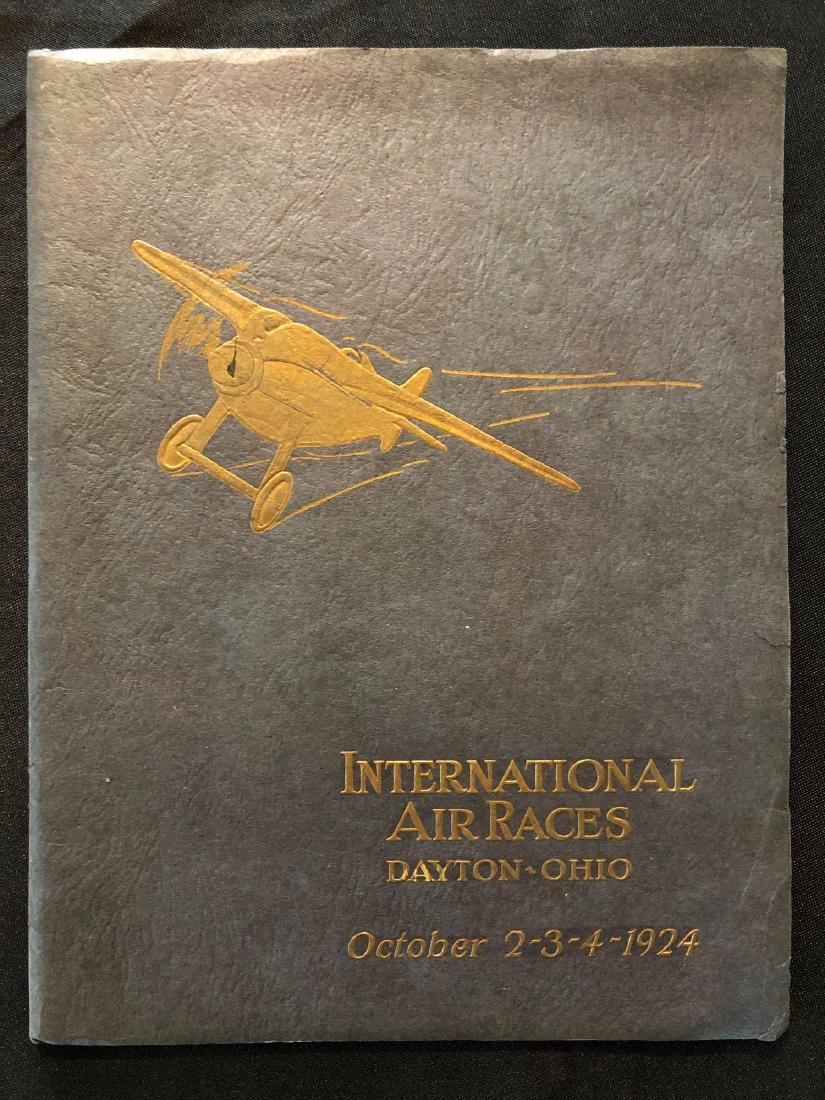 INTERNATIONAL
AIR RACES
DAYTON~OHIO
October 2-3-4-1924